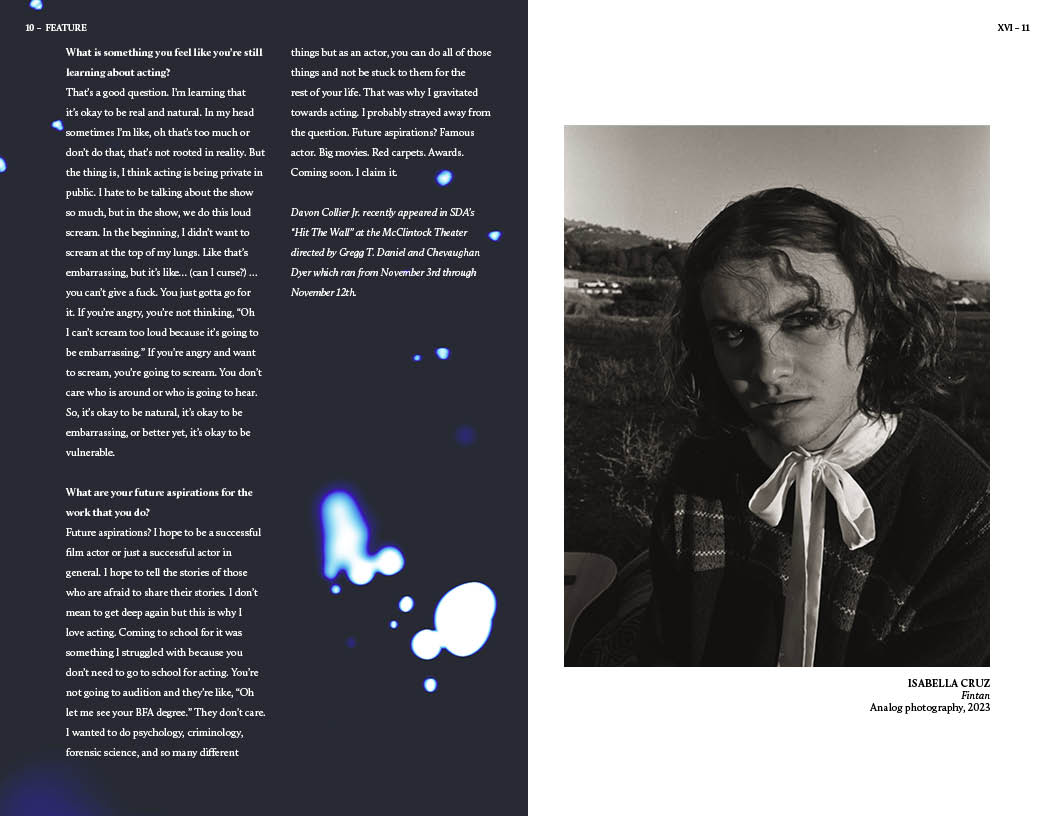 10 – FEATURE
What is something you feel like you're still
learning about acting?
That's a good question. I'm learning that
it's okay to be real and natural. In my head
sometimes I'm like, oh that's too much or
don't do that, that's not rooted in reality. But
the thing is, I think acting is being private in
public. I hate to be talking about the show
so much, but in the show, we do this loud
scream. In the beginning, I didn't want to
scream at the top of my lungs. Like that's
embarrassing, but it's like... (can I curse?) ...
you can't give a fuck. You just gotta go for
it. If you're angry, you're not thinking, “Oh
I can't scream too loud because it's going to
be embarrassing.” If you're angry and want
to scream, you're going to scream. You don't
care who is around or who is going to hear.
So, it's okay to be natural, it's okay to be
embarrassing, or better yet, it's okay to be
vulnerable.
What are your future aspirations for the
work that you do?
Future aspirations? I hope to be a successful
film actor or just a successful actor in
general. I hope to tell the stories of those
who are afraid to share their stories. I don't
mean to get deep again but this is why I
love acting. Coming to school for it was
something I struggled with because you
don't need to go to school for acting. You're
not going to audition and they're like, “Oh
let me see your BFA degree.” They don't care.
I wanted to do psychology, criminology,
forensic science, and so many different
things but as an actor, you can do all of those
things and not be stuck to them for the
rest of your life. That was why I gravitated
towards acting. I probably strayed away from
the question. Future aspirations? Famous
actor. Big movies. Red carpets. Awards.
Coming soon. I claim it.
Davon Collier Jr. recently appeared in SDA's
“Hit The Wall” at the McClintock Theater
directed by Gregg T. Daniel and Chevaughan
Dyer which ran from November 3rd through
November 12th.
XVI – 11
ISABELLA CRUZ
Fintan
Analog photography, 2023